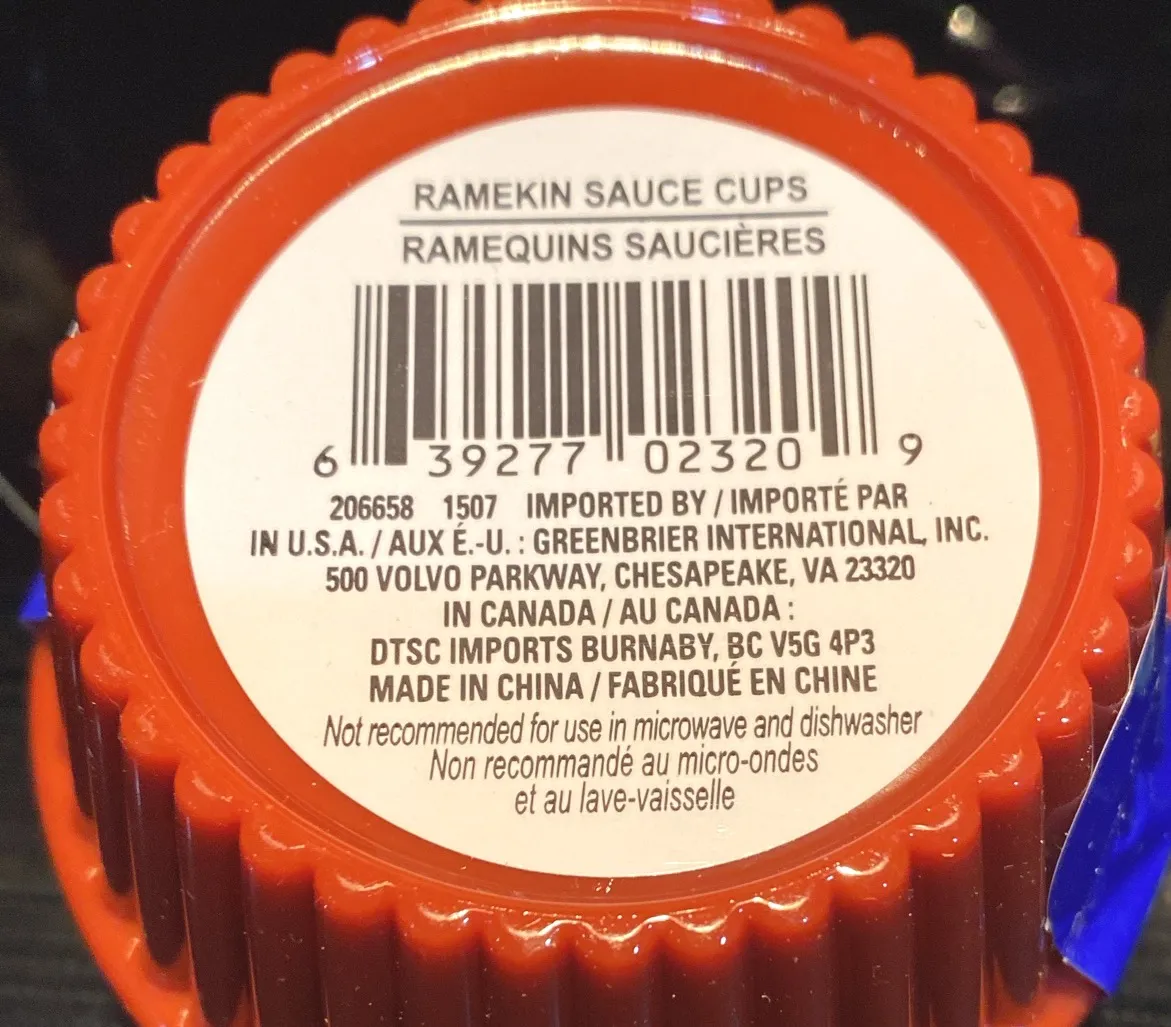 RAMEKIN SAUCE CUPS
RAMEQUINS SAUCIÈRES
6 39277 02320 9
206658 1507 IMPORTED BY / IMPORTÉ PAR
IN U.S.A. / AUX É.-U. : GREENBRIER INTERNATIONAL, INC.
500 VOLVO PARKWAY, CHESAPEAKE, VA 23320
IN CANADA / AU CANADA :
DTSC IMPORTS BURNABY, BC V5G 4P3
MADE IN CHINA / FABRIQUÉ EN CHINE
Not recommended for use in microwave and dishwasher
Non recommandé au micro-ondes
et au lave-vaisselle